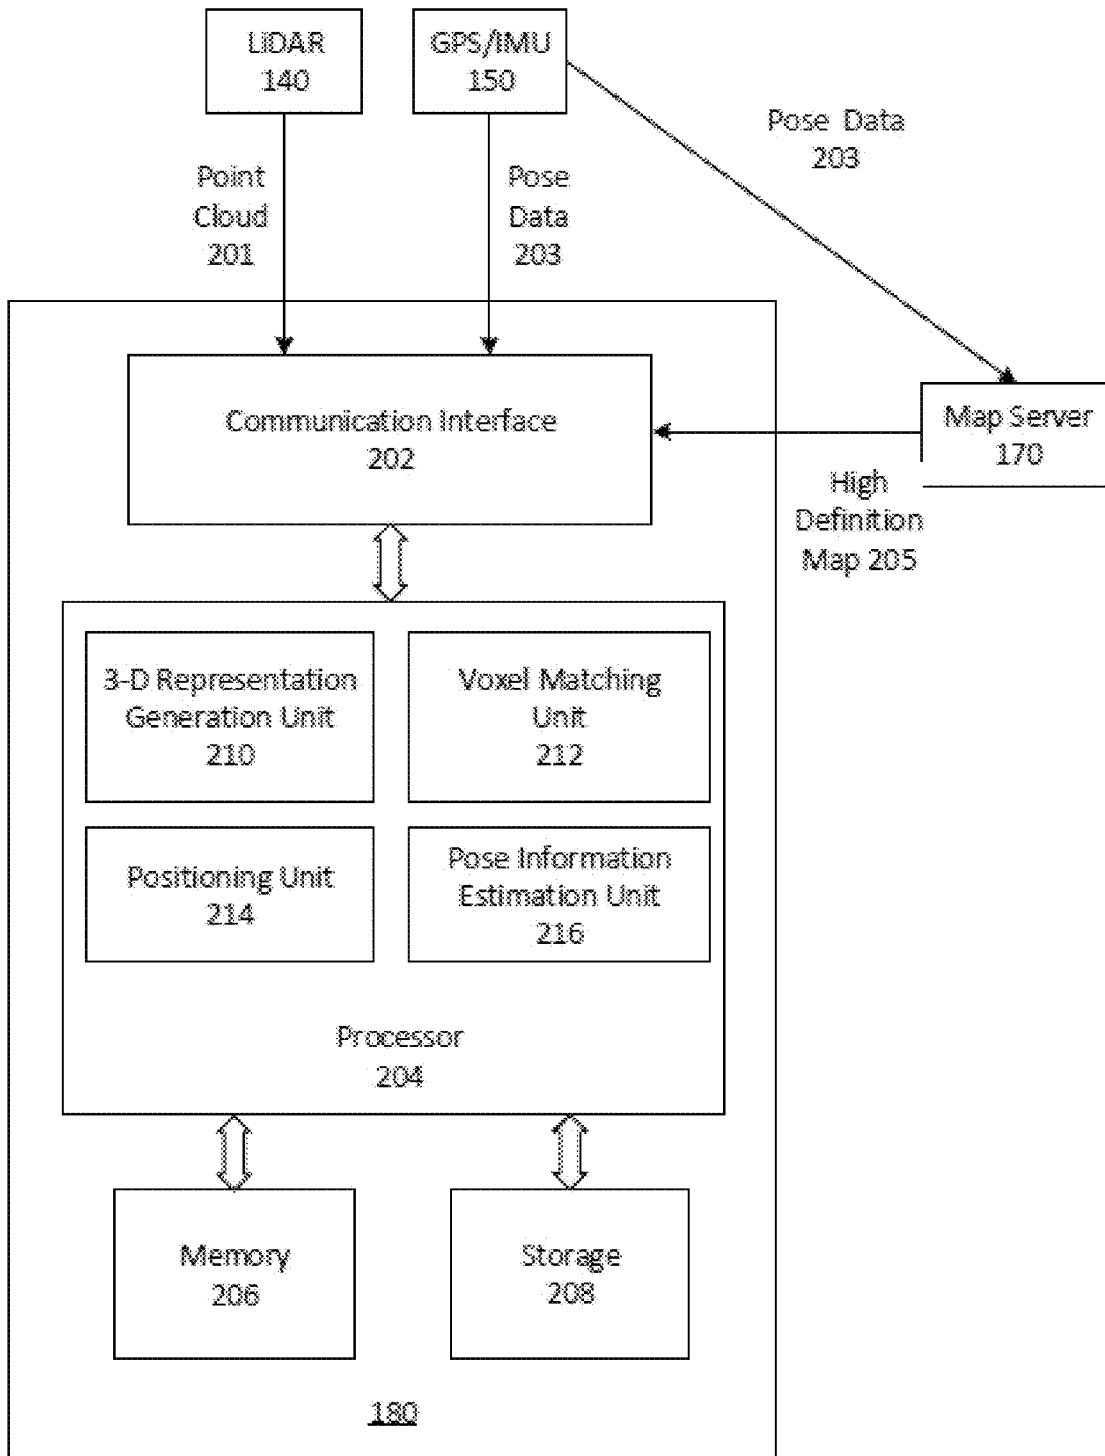 LiDAR
140
GPS/IMU
150
Pose Data
203
Point
Cloud
201
Pose
Data
203
Communication Interface
202
Map Server
170
High
Definition
Map 205
3-D Representation
Generation Unit
210
Voxel Matching
Unit
212
Positioning Unit
214
Pose Information
Estimation Unit
216
Processor
204
Memory
206
Storage
208
180